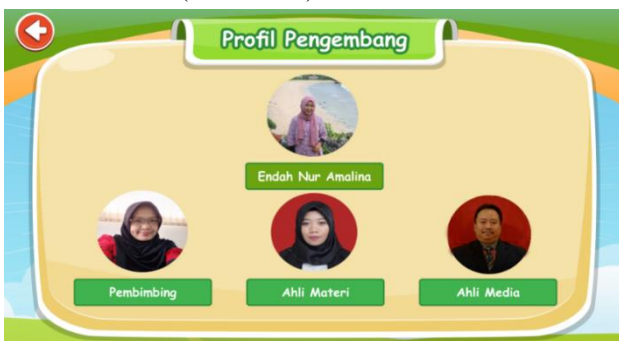 Profil Pengembang
Endah Nur Amalina
Pembimbing
Ahli Materi
Ahli Media